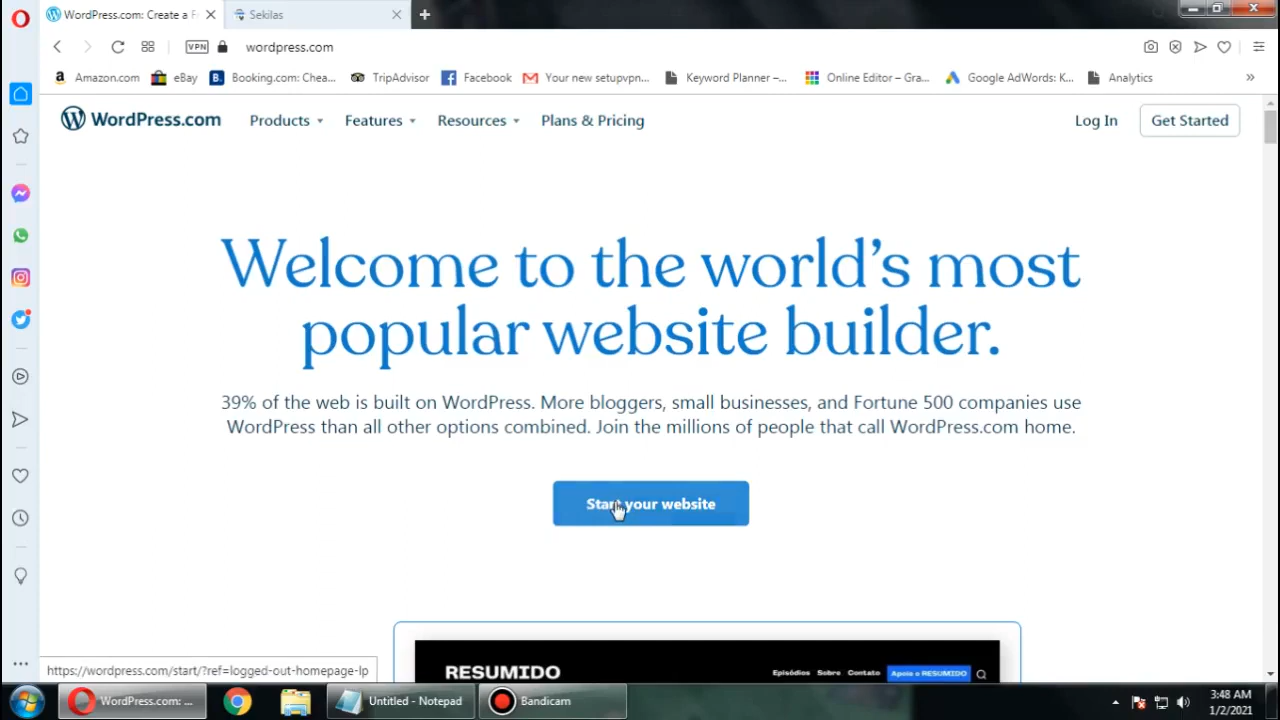 WordPress.com: Create a F
Sekilas
VPN
wordpress.com
Amazon.com
eBay
Booking.com: Chea...
TripAdvisor
Facebook
Your new setupvpn...
Keyword Planner –...
Online Editor – Gra...
Google AdWords: K...
Analytics
WordPress.com
Products
Features
Resources
Plans & Pricing
Log In
Get Started
Welcome to the world’s most
popular website builder.
39% of the web is built on WordPress. More bloggers, small businesses, and Fortune 500 companies use
WordPress than all other options combined. Join the millions of people that call WordPress.com home.
Start your website
RESUMIDO
Episódios
Sobre
Contato
Apoie o RESUMIDO
https://wordpress.com/start/?ref=logged-out-homepage-lp
WordPress.com: ...
Untitled - Notepad
Bandicam
3:48 AM
1/2/2021